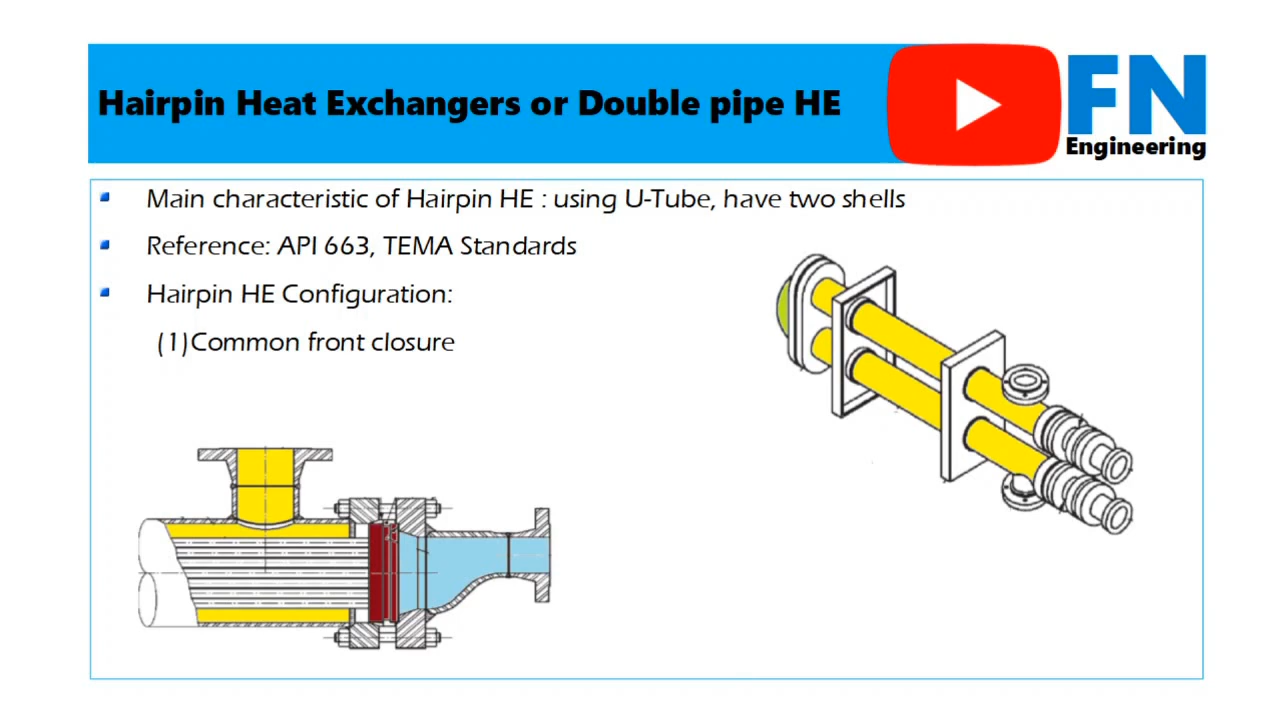 Hairpin Heat Exchangers or Double pipe HE
FN
Engineering
Main characteristic of Hairpin HE : using U-Tube, have two shells
Reference: API 663, TEMA Standards
Hairpin HE Configuration:
(1)Common front closure